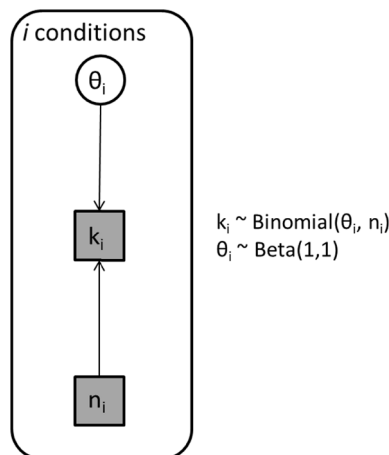 i conditions
θi
ki
ni
ki ~ Binomial(θi, ni)
θi ~ Beta(1,1)